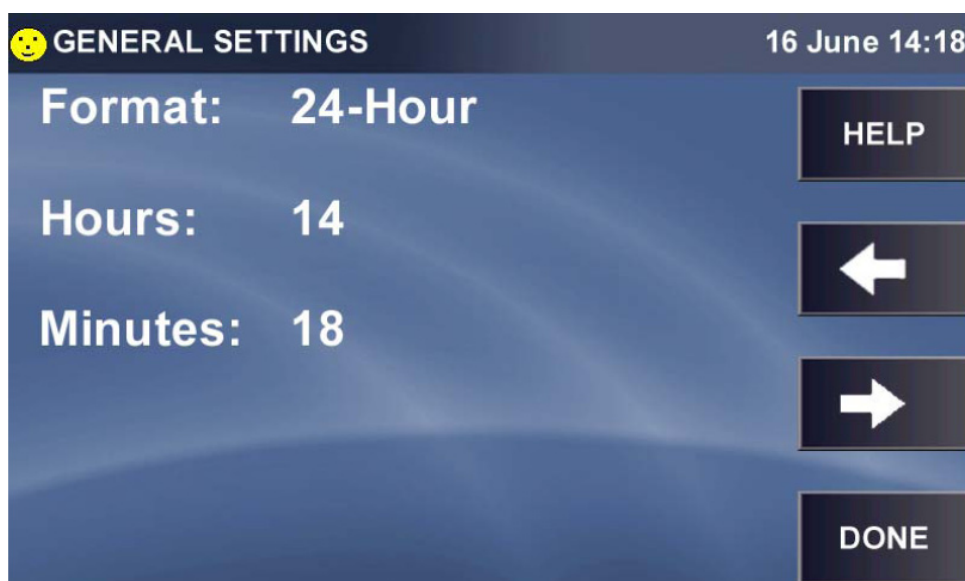 GENERAL SETTINGS 16 June 14:18
Format: 24-Hour
HELP
Hours: 14
Minutes: 18
DONE